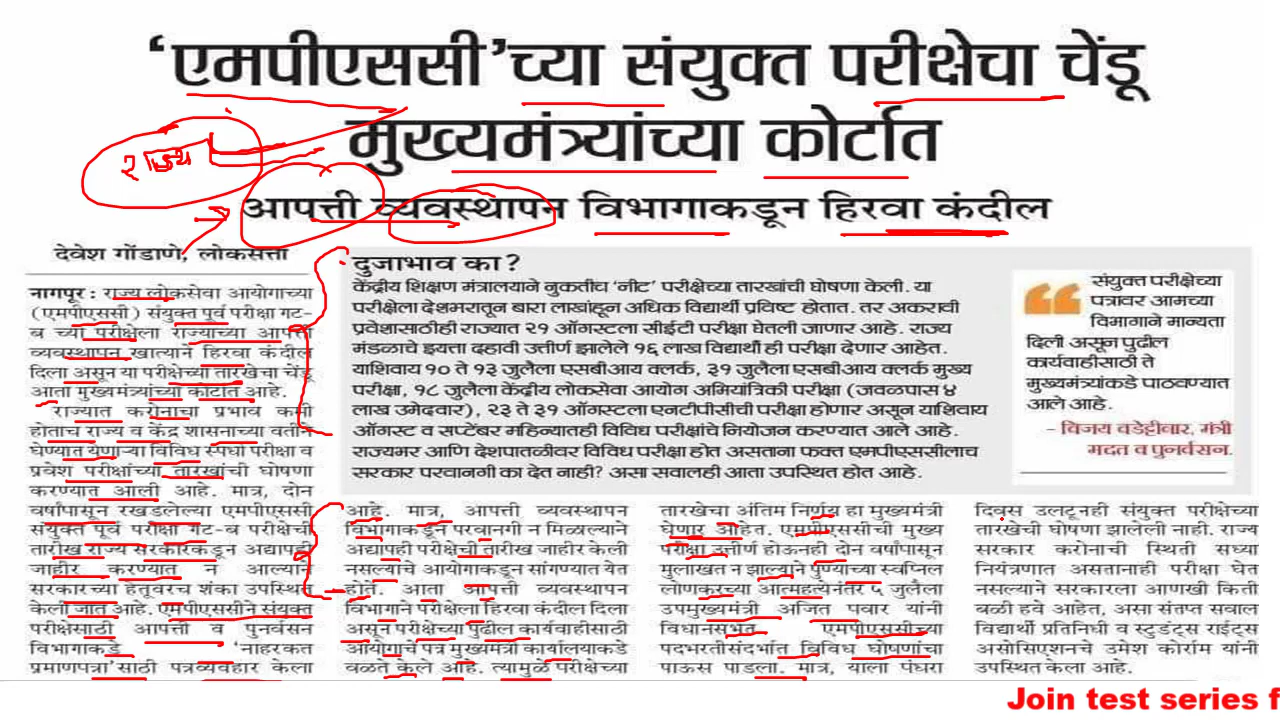 ‘एमपीएससी’च्या संयुक्त परीक्षेचा चेंडू
मुख्यमंत्र्यांच्या कोर्टात
आपत्ती व्यवस्थापन विभागाकडून हिरवा कंदील
देवेश गोंडाणे, लोकसत्ता
नागपूर : राज्य लोकसेवा आयोगाच्या
(एमपीएससी) संयुक्त पूर्व परीक्षा गट-
ब च्या परीक्षेला राज्याच्या आपत्ती
व्यवस्थापन खात्याने हिरवा कंदील
दिला असून या परीक्षेच्या तारखेचा चेंडू
आता मुख्यमंत्र्यांच्या कोर्टात आहे.
राज्यात करोनाचा प्रभाव कमी
होताच राज्य व केंद्र शासनाच्या वतीने
घेण्यात येणाऱ्या विविध स्पर्धा परीक्षा व
प्रवेश परीक्षांच्या तारखांची घोषणा
करण्यात आली आहे. मात्र, दोन
वर्षांपासून रखडलेल्या एमपीएससी
संयुक्त पूर्व परीक्षा गट-ब परीक्षेची
तारीख राज्य सरकारकडून अद्यापही
जाहीर करण्यात न आल्याने
सरकारच्या हेतूवरच शंका उपस्थित
केली जात आहे. एमपीएससीने संयुक्त
परीक्षेसाठी आपत्ती व पुनर्वसन
विभागाकडे ‘नाहरकत
प्रमाणपत्रा’साठी पत्रव्यवहार केला
दुजाभाव का?
केंद्रीय शिक्षण मंत्रालयाने नुकतीच ‘नीट’ परीक्षेच्या तारखांची घोषणा केली. या
परीक्षेला देशभरातून बारा लाखांहून अधिक विद्यार्थी प्रविष्ट होतात. तर अकरावी
प्रवेशासाठीही राज्यात २१ ऑगस्टला सीईटी परीक्षा घेतली जाणार आहे. राज्य
मंडळाचे इयत्ता दहावी उत्तीर्ण झालेले १६ लाख विद्यार्थी ही परीक्षा देणार आहेत.
याशिवाय १० ते १३ जुलैला एसबीआय क्लर्क, ३१ जुलैला एसबीआय क्लर्क मुख्य
परीक्षा, १८ जुलैला केंद्रीय लोकसेवा आयोग अभियांत्रिकी परीक्षा (जवळपास ४
लाख उमेदवार), २३ ते ३१ ऑगस्टला एनटीपीसीची परीक्षा होणार असून याशिवाय
ऑगस्ट व सप्टेंबर महिन्यातही विविध परीक्षांचे नियोजन करण्यात आले आहे.
राज्यभर आणि देशपातळीवर विविध परीक्षा होत असताना फक्त एमपीएससीलाच
सरकार परवानगी का देत नाही? असा सवालही आता उपस्थित होत आहे.
संयुक्त परीक्षेच्या
पत्रावर आमच्या
विभागाने मान्यता
दिली असून पुढील
कार्यवाहीसाठी ते
मुख्यमंत्र्यांकडे पाठवण्यात
आले आहे.
- विजय वडेट्टीवार, मंत्री
मदत व पुनर्वसन.
आहे. मात्र, आपत्ती व्यवस्थापन
विभागाकडून परवानगी न मिळाल्याने
अद्यापही परीक्षेची तारीख जाहीर केली
नसल्याचे आयोगाकडून सांगण्यात येत
होते. आता आपत्ती व्यवस्थापन
विभागाने परीक्षेला हिरवा कंदील दिला
असून परीक्षेच्या पुढील कार्यवाहीसाठी
आयोगाचे पत्र मुख्यमंत्री कार्यालयाकडे
वळते केले आहे. त्यामुळे परीक्षेच्या
तारखेचा अंतिम निर्णय हा मुख्यमंत्री
घेणार आहेत. एमपीएससीची मुख्य
परीक्षा उत्तीर्ण होऊनही दोन वर्षांपासून
मुलाखत न झाल्याने पुण्याच्या स्वप्निल
लोणकरच्या आत्महत्येनंतर ५ जुलैला
उपमुख्यमंत्री अजित पवार यांनी
विधानसभेत एमपीएससीच्या
पदभरतीसंदर्भात विविध घोषणांचा
पाऊस पाडला. मात्र, याला पंधरा
दिवस उलटूनही संयुक्त परीक्षेच्या
तारखेची घोषणा झालेली नाही. राज्य
सरकार करोनाची स्थिती सध्या
नियंत्रणात असतानाही परीक्षा घेत
नसल्याने सरकारला आणखी किती
बळी हवे आहेत, असा संतप्त सवाल
विद्यार्थी प्रतिनिधी व स्टुडंट्स राईट्स
असोसिएशनचे उमेश कोर्राम यांनी
उपस्थित केला आहे.
Join test series f